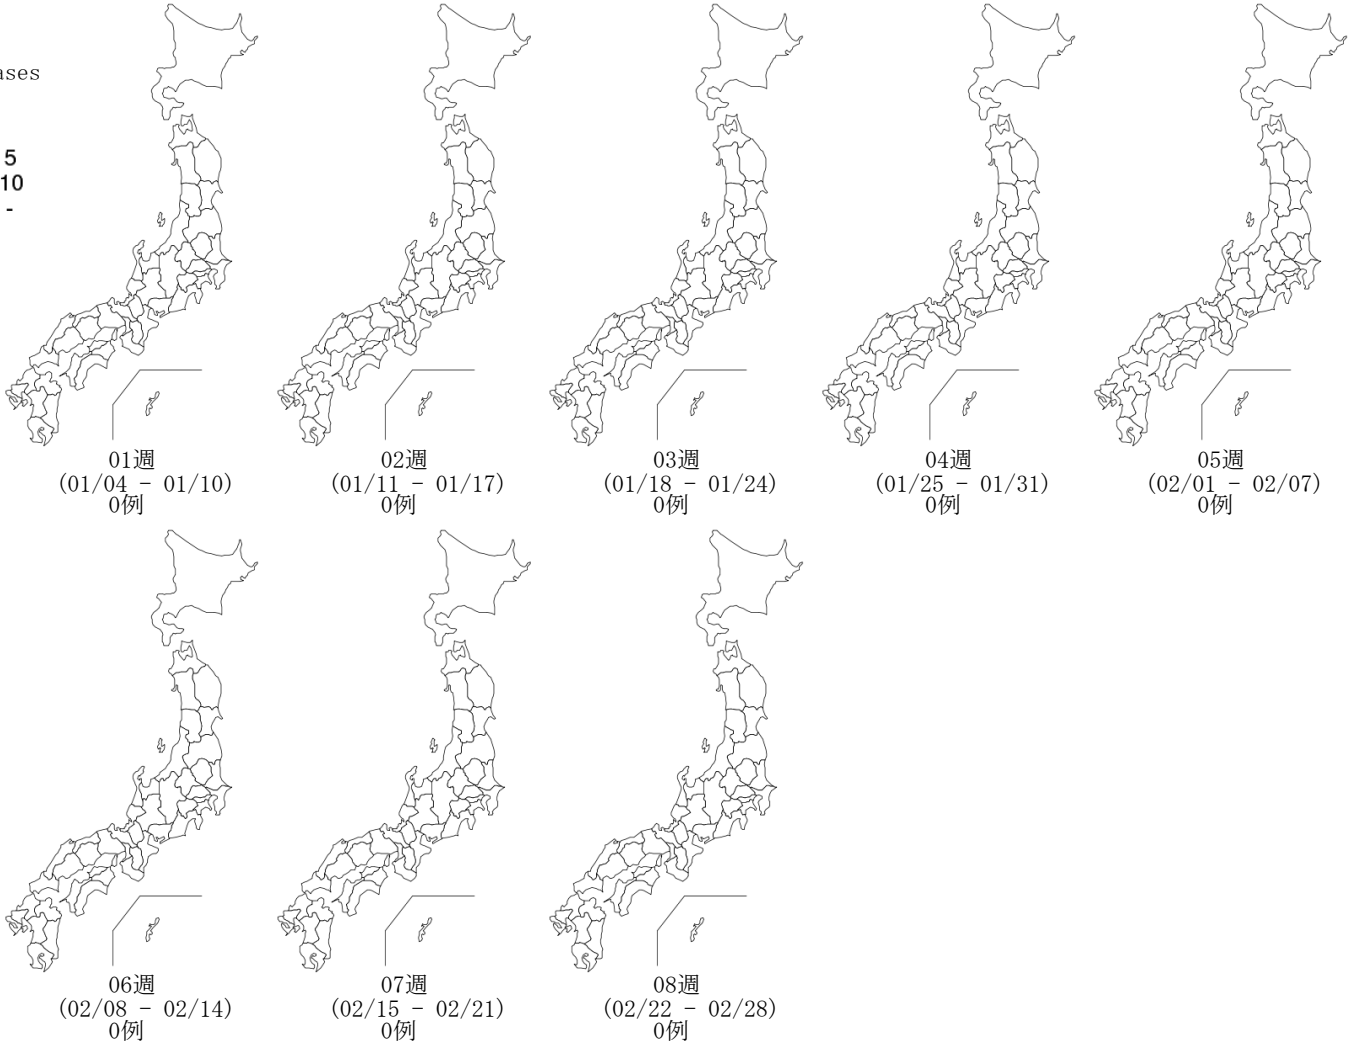 ases
5
10
-
01週
(01/04 - 01/10)
0例
02週
(01/11 - 01/17)
0例
03週
(01/18 - 01/24)
0例
04週
(01/25 - 01/31)
0例
05週
(02/01 - 02/07)
0例
06週
(02/08 - 02/14)
0例
07週
(02/15 - 02/21)
0例
08週
(02/22 - 02/28)
0例